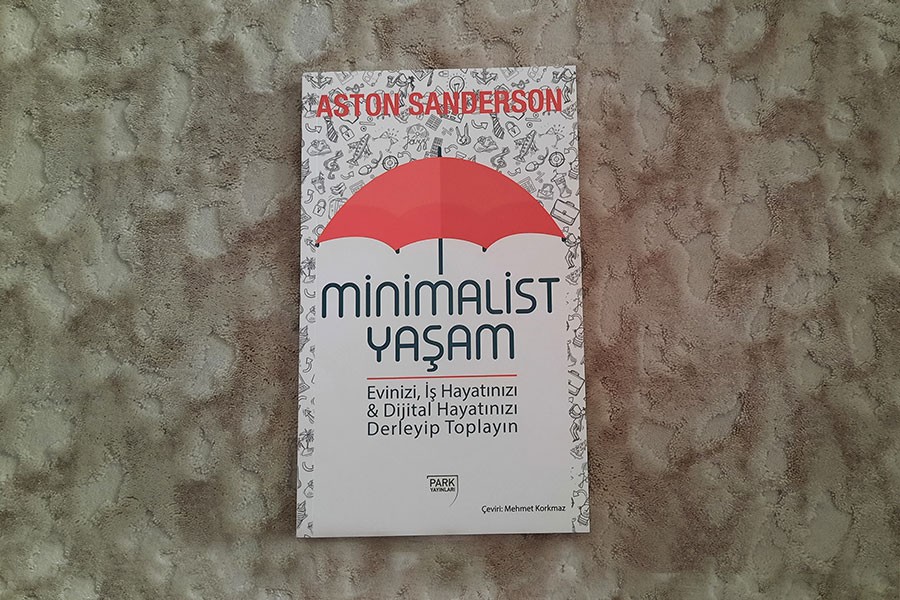 ASTON SANDERSON
MiNiMALiST
YAŞAM
Evinizi, İş Hayatınızı
& Dijital Hayatınızı
Derleyip Toplayın
PARK
YAYINLARI
Çeviri: Mehmet Korkmaz